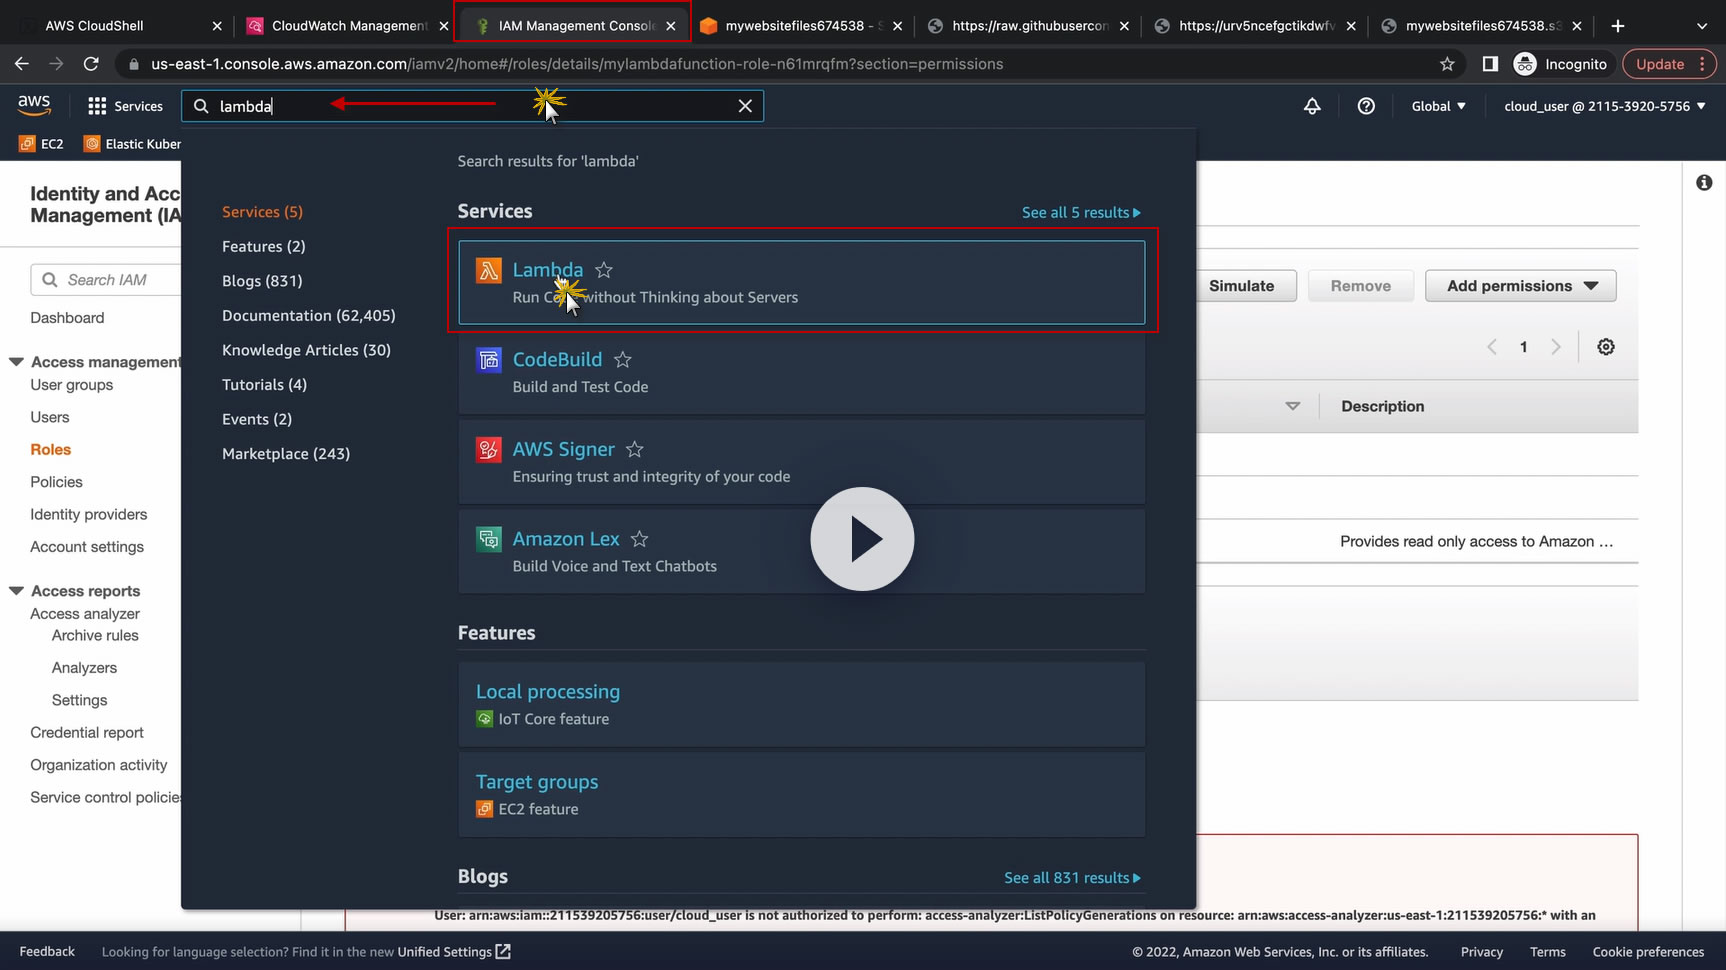 AWS CloudShell
CloudWatch Management
IAM Management Console
mywebsitefiles674538 - S
https://raw.githubusercon
https://urv5ncefgctikdwfv
mywebsitefiles674538.s3
us-east-1.console.aws.amazon.com/iamv2/home#/roles/details/mylambdafunction-role-n61mrqfm?section=permissions
Incognito
Update
aws
Services
lambda
Global
cloud_user @ 2115-3920-5756
EC2
Elastic Kuber
Identity and Acc
Management (IA
Search IAM
Dashboard
Access management
User groups
Users
Roles
Policies
Identity providers
Account settings
Access reports
Access analyzer
Archive rules
Analyzers
Settings
Credential report
Organization activity
Service control policies
Search results for 'lambda'
Services (5)
Features (2)
Blogs (831)
Documentation (62,405)
Knowledge Articles (30)
Tutorials (4)
Events (2)
Marketplace (243)
Services
See all 5 results
Lambda
Run Code without Thinking about Servers
CodeBuild
Build and Test Code
AWS Signer
Ensuring trust and integrity of your code
Amazon Lex
Build Voice and Text Chatbots
Features
Local processing
IoT Core feature
Target groups
EC2 feature
Blogs
See all 831 results
Simulate
Remove
Add permissions
1
Description
Provides read only access to Amazon ...
User: arn:aws:iam::211539205756:user/cloud_user is not authorized to perform: access-analyzer:ListPolicyGenerations on resource: arn:aws:access-analyzer:us-east-1:211539205756:* with an
Feedback
Looking for language selection? Find it in the new Unified Settings
© 2022, Amazon Web Services, Inc. or its affiliates.
Privacy
Terms
Cookie preferences